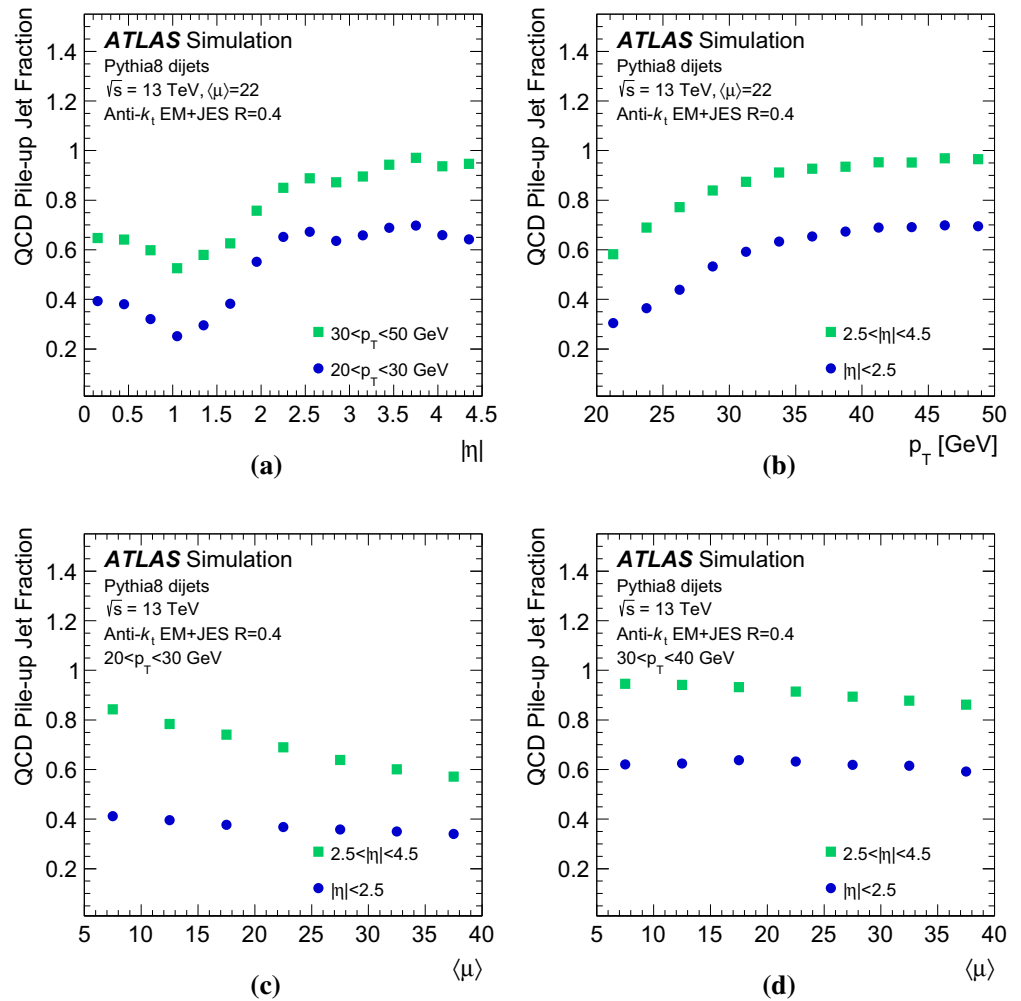 QCD Pile-up Jet Fraction
1.4
1.2
1
0.8
0.6
0.4
0.2
ATLAS Simulation
Pythia8 dijets
√s = 13 TeV, ⟨μ⟩=22
Anti-k_t EM+JES R=0.4
30<p_T<50 GeV
20<p_T<30 GeV
0 0.5 1 1.5 2 2.5 3 3.5 4 4.5
|η|
(a)
QCD Pile-up Jet Fraction
1.4
1.2
1
0.8
0.6
0.4
0.2
ATLAS Simulation
Pythia8 dijets
√s = 13 TeV, ⟨μ⟩=22
Anti-k_t EM+JES R=0.4
2.5<|η|<4.5
|η|<2.5
20 25 30 35 40 45 50
p_T [GeV]
(b)
QCD Pile-up Jet Fraction
1.4
1.2
1
0.8
0.6
0.4
0.2
ATLAS Simulation
Pythia8 dijets
√s = 13 TeV
Anti-k_t EM+JES R=0.4
20<p_T<30 GeV
2.5<|η|<4.5
|η|<2.5
5 10 15 20 25 30 35 40
⟨μ⟩
(c)
QCD Pile-up Jet Fraction
1.4
1.2
1
0.8
0.6
0.4
0.2
ATLAS Simulation
Pythia8 dijets
√s = 13 TeV
Anti-k_t EM+JES R=0.4
30<p_T<40 GeV
2.5<|η|<4.5
|η|<2.5
5 10 15 20 25 30 35 40
⟨μ⟩
(d)